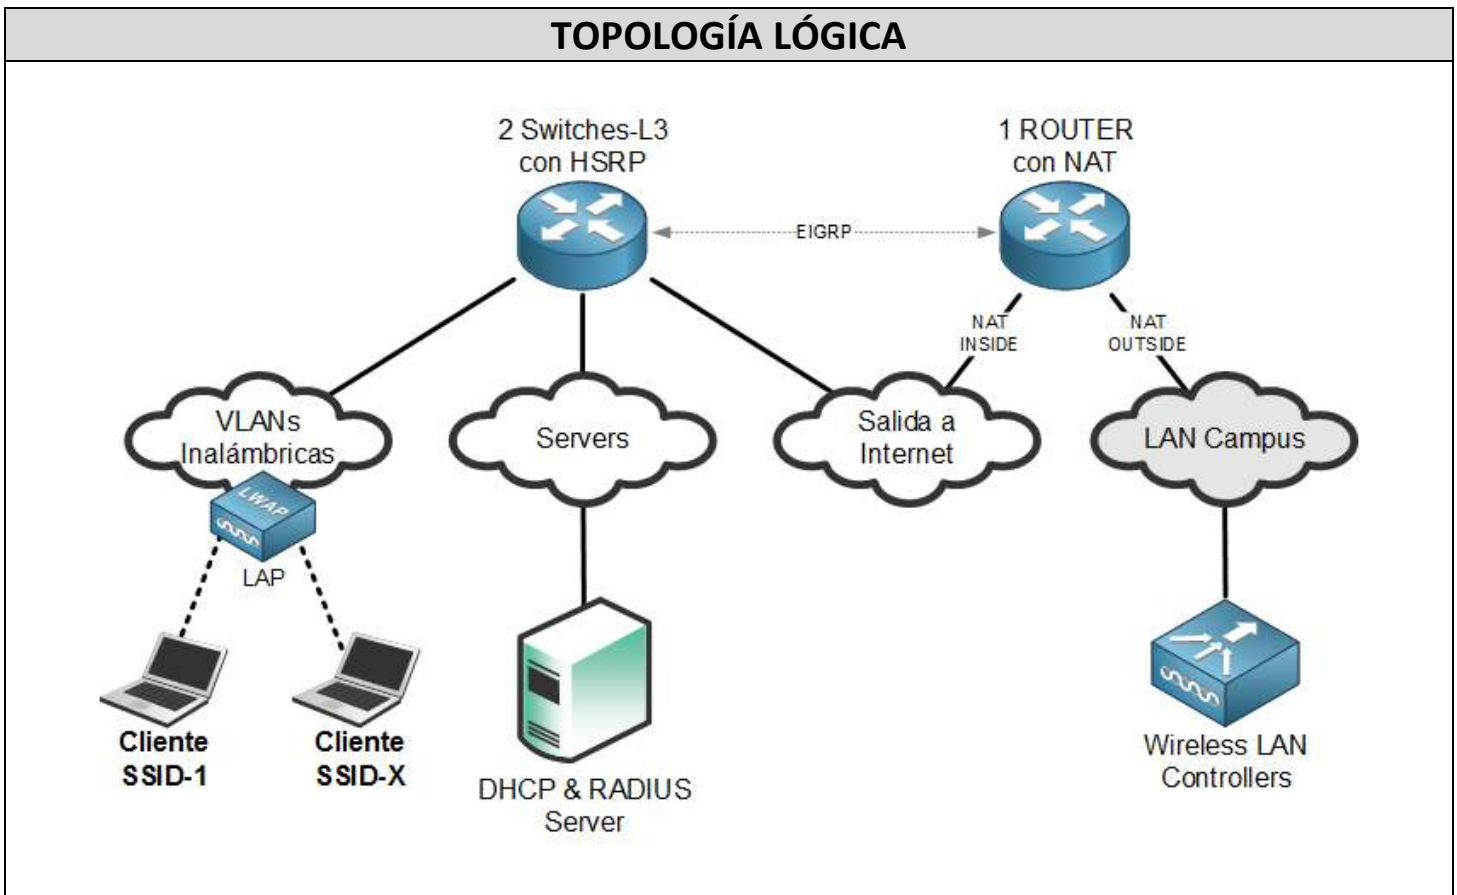 TOPOLOGÍA LÓGICA
2 Switches-L3
con HSRP
1 ROUTER
con NAT
EIGRP
NAT
INSIDE
NAT
OUTSIDE
VLANs
Inalámbricas
Servers
Salida a
Internet
LAN Campus
LWAP
LAP
Cliente
SSID-1
Cliente
SSID-X
DHCP & RADIUS
Server
Wireless LAN
Controllers